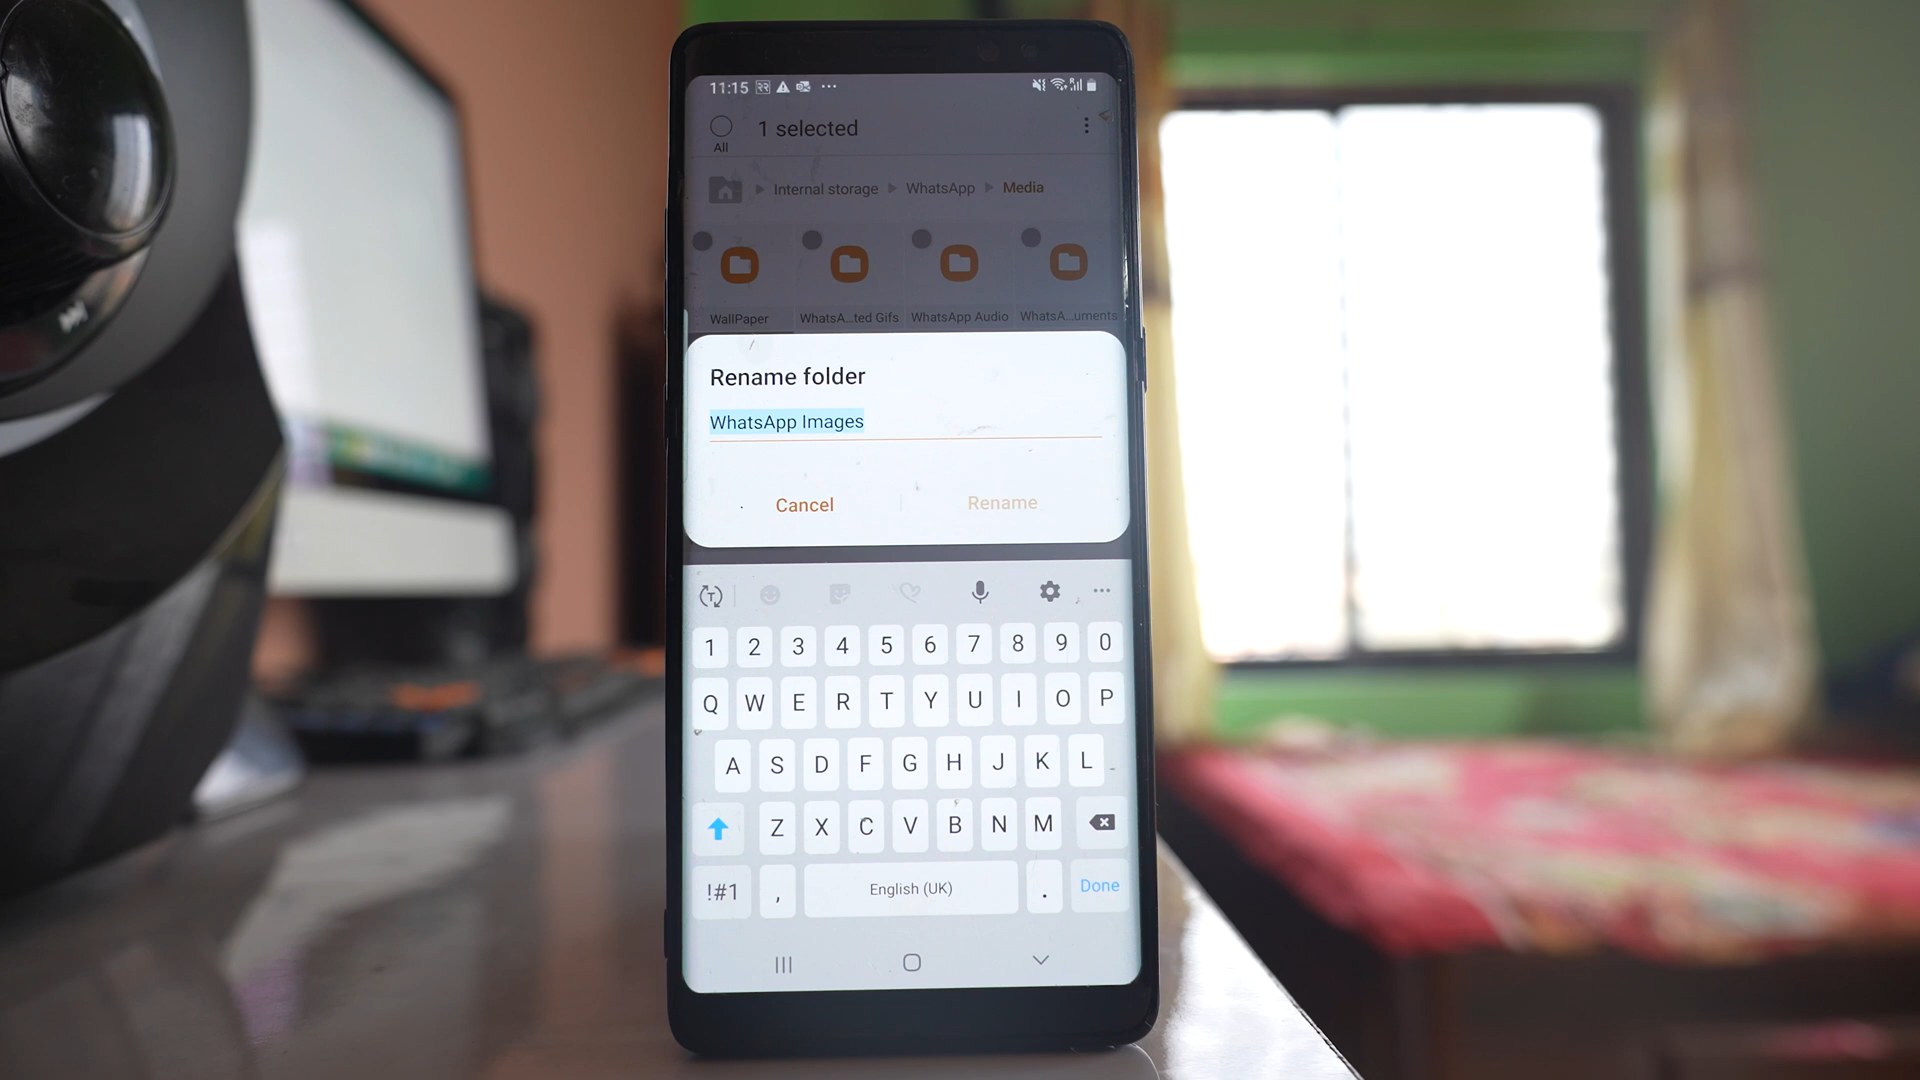 11:15
1 selected
All
Internal storage WhatsApp Media
WallPaper WhatsA...ted Gifs WhatsApp Audio WhatsA...uments
Rename folder
WhatsApp Images
Cancel Rename
1 2 3 4 5 6 7 8 9 0
Q W E R T Y U I O P
A S D F G H J K L
Z X C V B N M
!#1 , English (UK) . Done